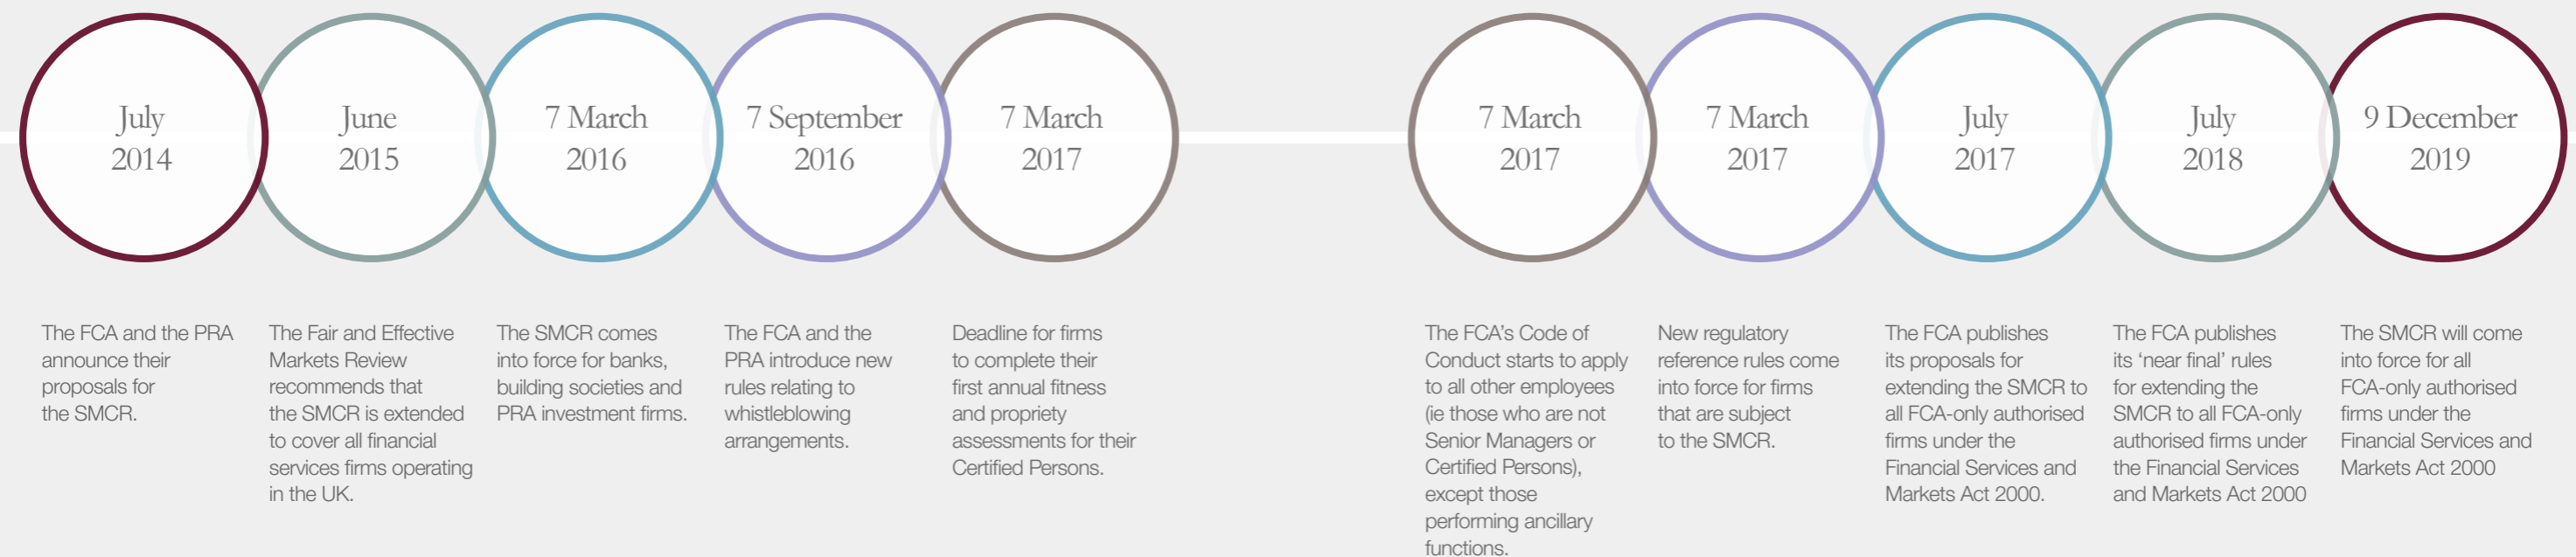 July
2014
June
2015
7 March
2016
7 September
2016
7 March
2017
7 March
2017
7 March
2017
July
2017
July
2018
9 December
2019
The FCA and the PRA
announce their
proposals for
the SMCR.
The Fair and Effective
Markets Review
recommends that
the SMCR is extended
to cover all financial
services firms operating
in the UK.
The SMCR comes
into force for banks,
building societies and
PRA investment firms.
The FCA and the
PRA introduce new
rules relating to
whistleblowing
arrangements.
Deadline for firms
to complete their
first annual fitness
and propriety
assessments for their
Certified Persons.
The FCA's Code of
Conduct starts to apply
to all other employees
(ie those who are not
Senior Managers or
Certified Persons),
except those
performing ancillary
functions.
New regulatory
reference rules come
into force for firms
that are subject
to the SMCR.
The FCA publishes
its proposals for
extending the SMCR to
all FCA-only authorised
firms under the
Financial Services and
Markets Act 2000.
The FCA publishes
its ‘near final’ rules
for extending the
SMCR to all FCA-only
authorised firms under
the Financial Services
and Markets Act 2000
The SMCR will come
into force for all
FCA-only authorised
firms under the
Financial Services and
Markets Act 2000